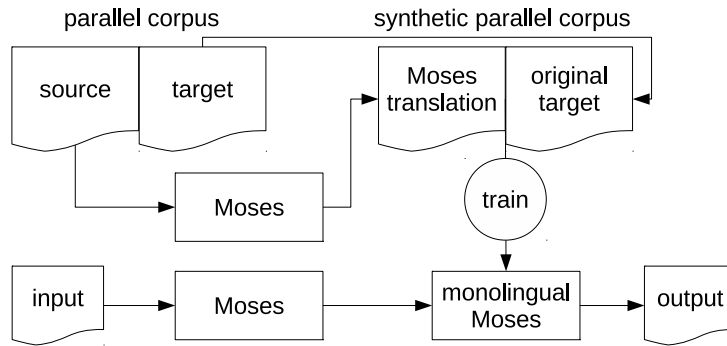 parallel corpus
synthetic parallel corpus
source
target
Moses
translation
original
target
Moses
train
input
Moses
monolingual
Moses
output